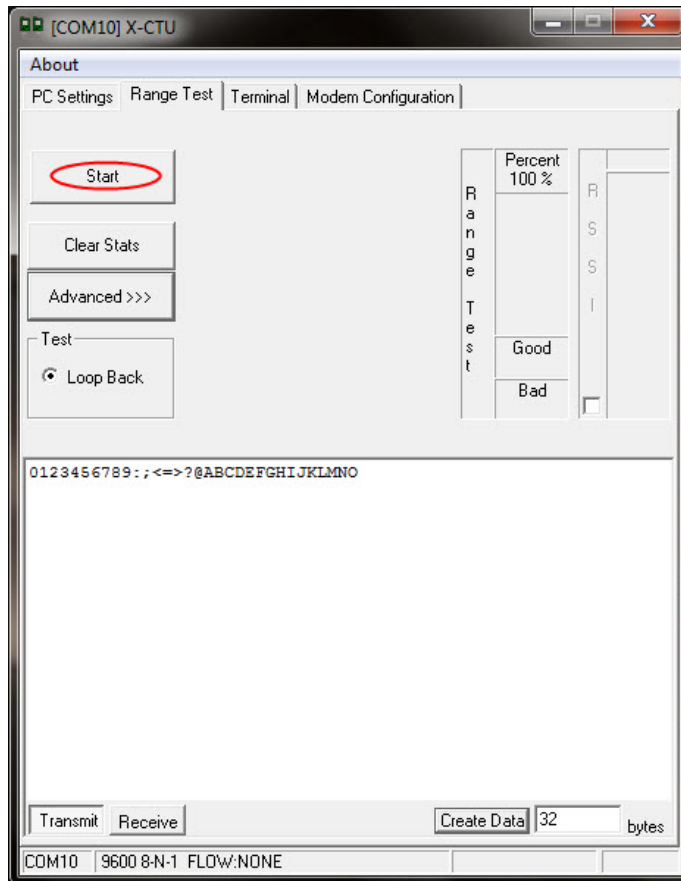 [COM10] X-CTU
About
PC Settings Range Test Terminal Modem Configuration
Start
Clear Stats
Advanced >>>
Test
Loop Back
Range Test
Percent
100 %
Good
Bad
RSSI
0123456789:;<=>?@ABCDEFGHIJKLMNO
Transmit Receive Create Data 32 bytes
COM10 9600 8-N-1 FLOW:NONE